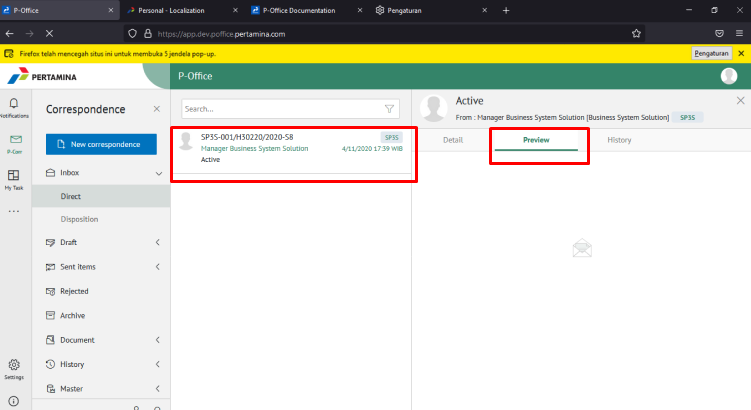 P-Office
Personal - Localization
P-Office Documentation
Pengaturan
https://app.dev.poffice.pertamina.com
Firefox telah mencegah situs ini untuk membuka 5 jendela pop-up.
Pengaturan
PERTAMINA
P-Office
Notifications
P-Corr
My Task
Settings
Correspondence
New correspondence
Inbox
Direct
Disposition
Draft
Sent items
Rejected
Archive
Document
History
Master
Search...
SP3S-001/H30220/2020-S8
SP3S
Manager Business System Solution
4/11/2020 17:39 WIB
Active
Active
From : Manager Business System Solution [Business System Solution]
SP3S
Detail
Preview
History